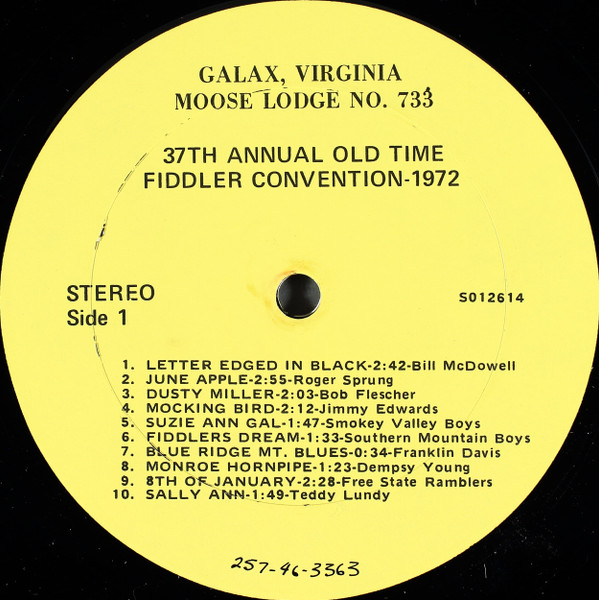 GALAX, VIRGINIA
MOOSE LODGE NO. 733
37TH ANNUAL OLD TIME
FIDDLER CONVENTION-1972
STEREO
Side 1
S012614
1. LETTER EDGED IN BLACK-2:42-Bill McDowell
2. JUNE APPLE-2:55-Roger Sprung
3. DUSTY MILLER-2:03-Bob Flescher
4. MOCKING BIRD-2:12-Jimmy Edwards
5. SUZIE ANN GAL-1:47-Smokey Valley Boys
6. FIDDLERS DREAM-1:33-Southern Mountain Boys
7. BLUE RIDGE MT. BLUES-0:34-Franklin Davis
8. MONROE HORNPIPE-1:23-Dempsy Young
9. 8TH OF JANUARY-2:28-Free State Ramblers
10. SALLY ANN-1:49-Teddy Lundy
257-46-3363